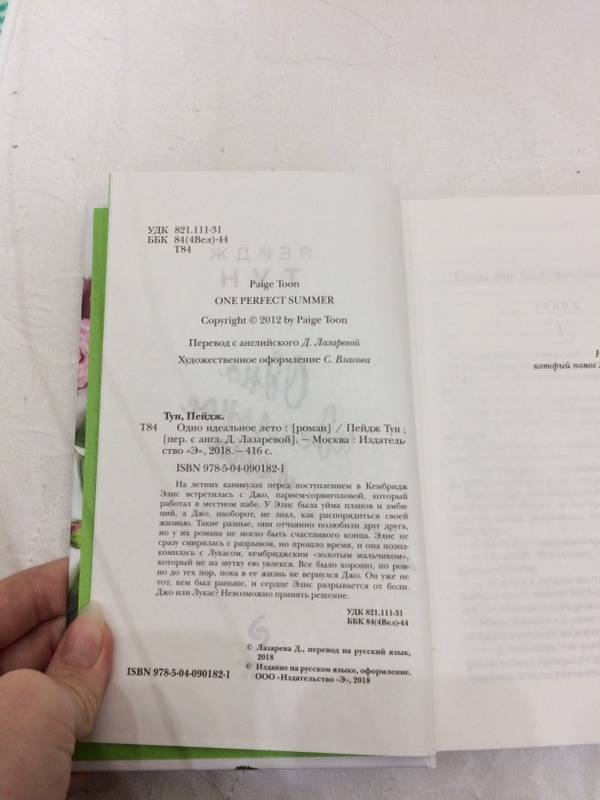 УДК 821.111-31
ББК 84(4Вел)-44
Т84
Paige Toon
ONE PERFECT SUMMER
Copyright © 2012 by Paige Toon
Перевод с английского Д. Лазаревой
Художественное оформление С. Власова
Тун, Пейдж.
Т84 Одно идеальное лето : [роман] / Пейдж Тун ;
[пер. с англ. Д. Лазаревой]. — Москва : Издатель-
ство «Э», 2018. — 416 с.
ISBN 978-5-04-090182-1
На летних каникулах перед поступлением в Кембридж
Элис встретилась с Джо, парнем-сорвиголовой, который
работал в местном пабе. У Элис была уйма планов и амби-
ций, а Джо, наоборот, не знал, как распорядиться своей
жизнью. Такие разные, они отчаянно полюбили друг друга,
но у их романа не могло быть счастливого конца. Элис не
сразу смирилась с разрывом, но прошло время, и она позна-
комилась с Лукасом, кембриджским «золотым мальчиком»,
который не на шутку ею увлекся. Все было хорошо, но ров-
но до тех пор, пока в ее жизнь не вернулся Джо. Он уже не
тот, кем был раньше, и сердце Элис разрывается от боли.
Джо или Лукас? Невозможно принять решение.
УДК 821.111-31
ББК 84(4Вел)-44
© Лазарева Д., перевод на русский язык,
2018
© Издание на русском языке, оформление.
ООО «Издательство «Э», 2018
ISBN 978-5-04-090182-1
который помог